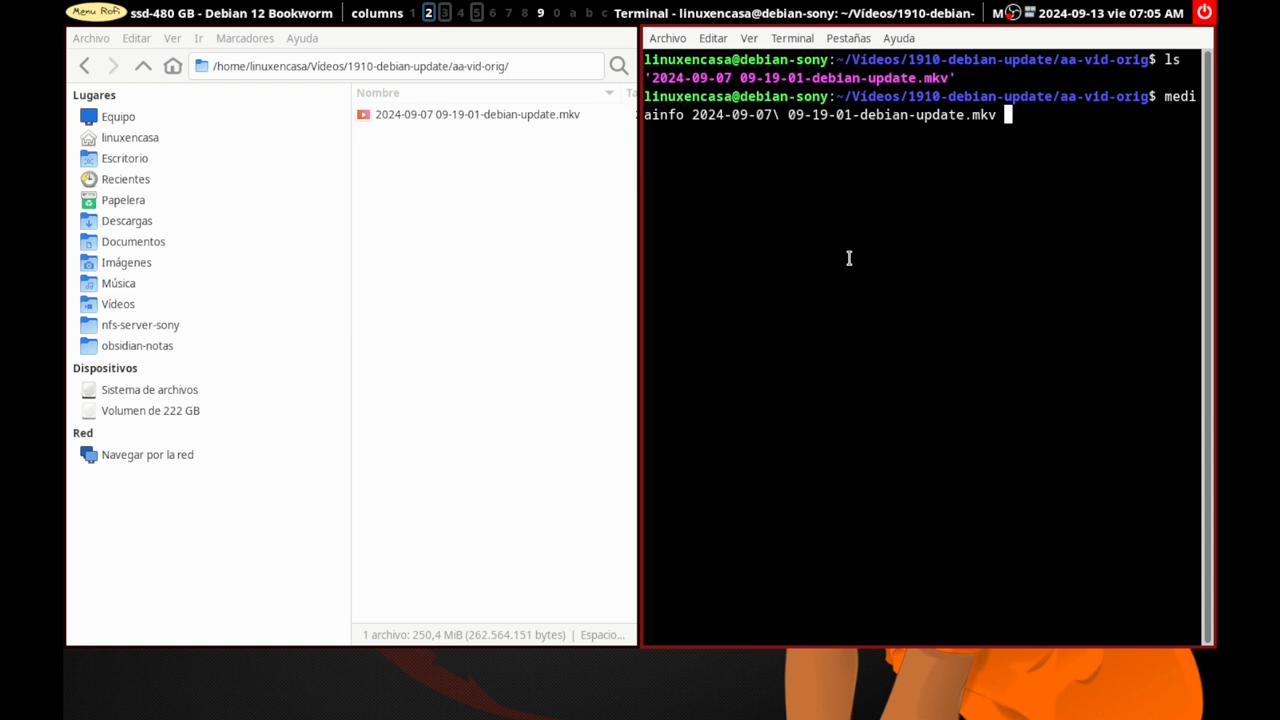 Menu Rofi ssd-480 GB - Debian 12 Bookworm columns 1 2 3 4 5 6 7 8 9 0 a b c Terminal - linuxencasa@debian-sony: ~/Vídeos/1910-debian- M 2024-09-13 vie 07:05 AM
Archivo Editar Ver Ir Marcadores Ayuda
/home/linuxencasa/Vídeos/1910-debian-update/aa-vid-orig/
Lugares
Equipo
linuxencasa
Escritorio
Recientes
Papelera
Descargas
Documentos
Imágenes
Música
Vídeos
nfs-server-sony
obsidian-notas
Dispositivos
Sistema de archivos
Volumen de 222 GB
Red
Navegar por la red
Nombre Ta
2024-09-07 09-19-01-debian-update.mkv
1 archivo: 250,4 MiB (262.564.151 bytes) | Espacio...
Archivo Editar Ver Terminal Pestañas Ayuda
linuxencasa@debian-sony:~/Vídeos/1910-debian-update/aa-vid-orig$ ls
'2024-09-07 09-19-01-debian-update.mkv'
linuxencasa@debian-sony:~/Vídeos/1910-debian-update/aa-vid-orig$ medi
ainfo 2024-09-07\ 09-19-01-debian-update.mkv